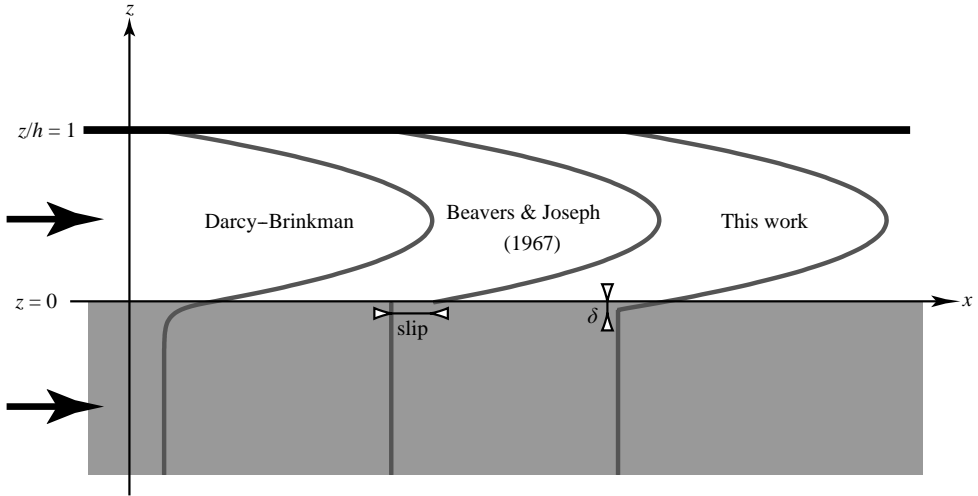 z
z/h = 1
Darcy–Brinkman
Beavers & Joseph
(1967)
This work
z = 0
x
slip
δ